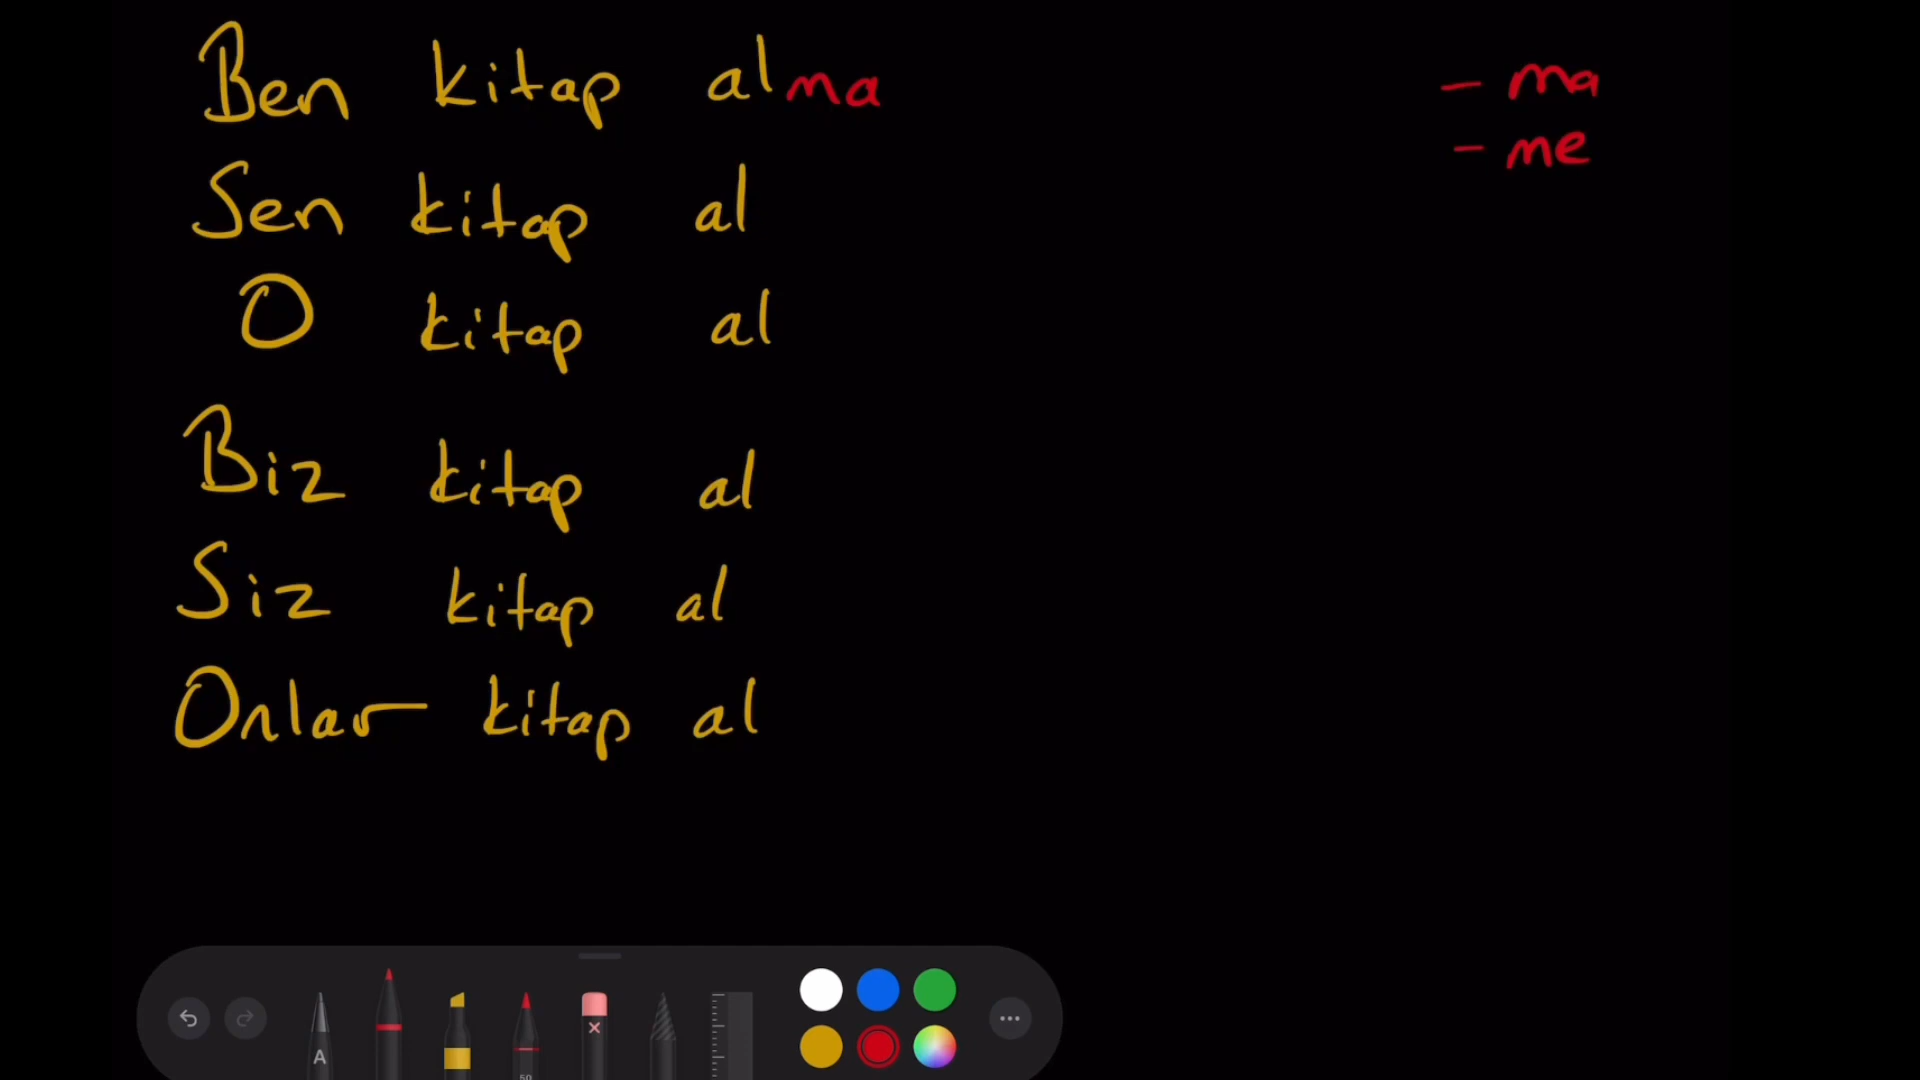 Ben kitap alma
- ma
- me
Sen kitap al
O kitap al
Biz kitap al
Siz kitap al
Onlar kitap al
A
50